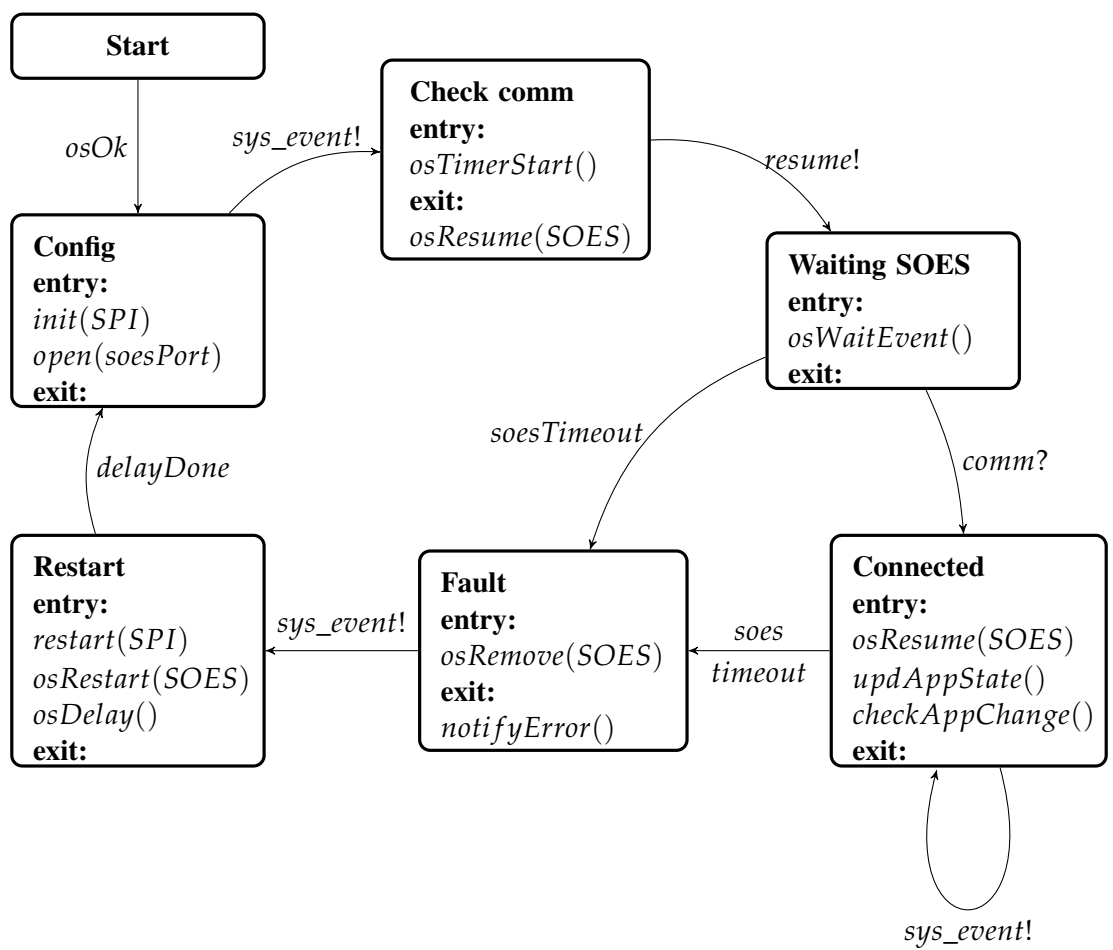 Start
osOk
sys_event!
Check comm
entry:
osTimerStart()
exit:
osResume(SOES)
resume!
Config
entry:
init(SPI)
open(soesPort)
exit:
Waiting SOES
entry:
osWaitEvent()
exit:
soesTimeout
comm?
delayDone
Restart
entry:
restart(SPI)
osRestart(SOES)
osDelay()
exit:
sys_event!
Fault
entry:
osRemove(SOES)
exit:
notifyError()
soes
timeout
Connected
entry:
osResume(SOES)
updAppState()
checkAppChange()
exit:
sys_event!